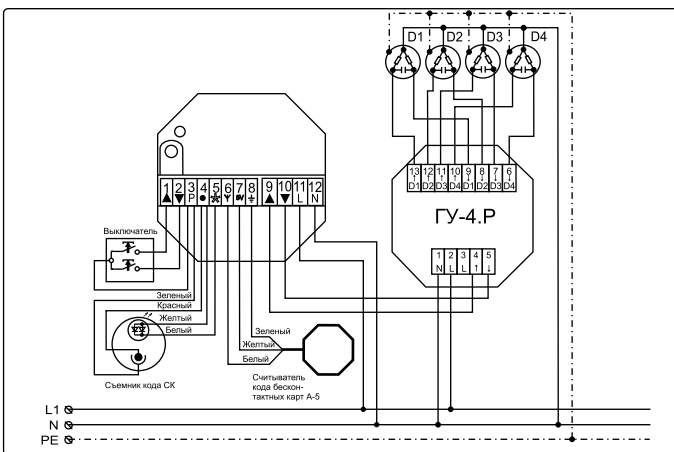 D1 D2 D3 D4
13 12 11 10 9 8 7 6
↑ ↑ ↑ ↑ ↓ ↓ ↓ ↓
D1 D2 D3 D4 D1 D2 D3 D4
ГУ-4.Р
1 2 3 4 5
N L L ↑ ↓
1 2 3 4 5 6 7 8 9 10 11 12
▲ ▼ P ● Y 8V ▲ ▼ L N
Выключатель
Зеленый
Красный
Желтый
Белый
Съемник кода СК
Зеленый
Желтый
Белый
Считыватель
кода бескон-
тактных карт А-5
L1
N
PE